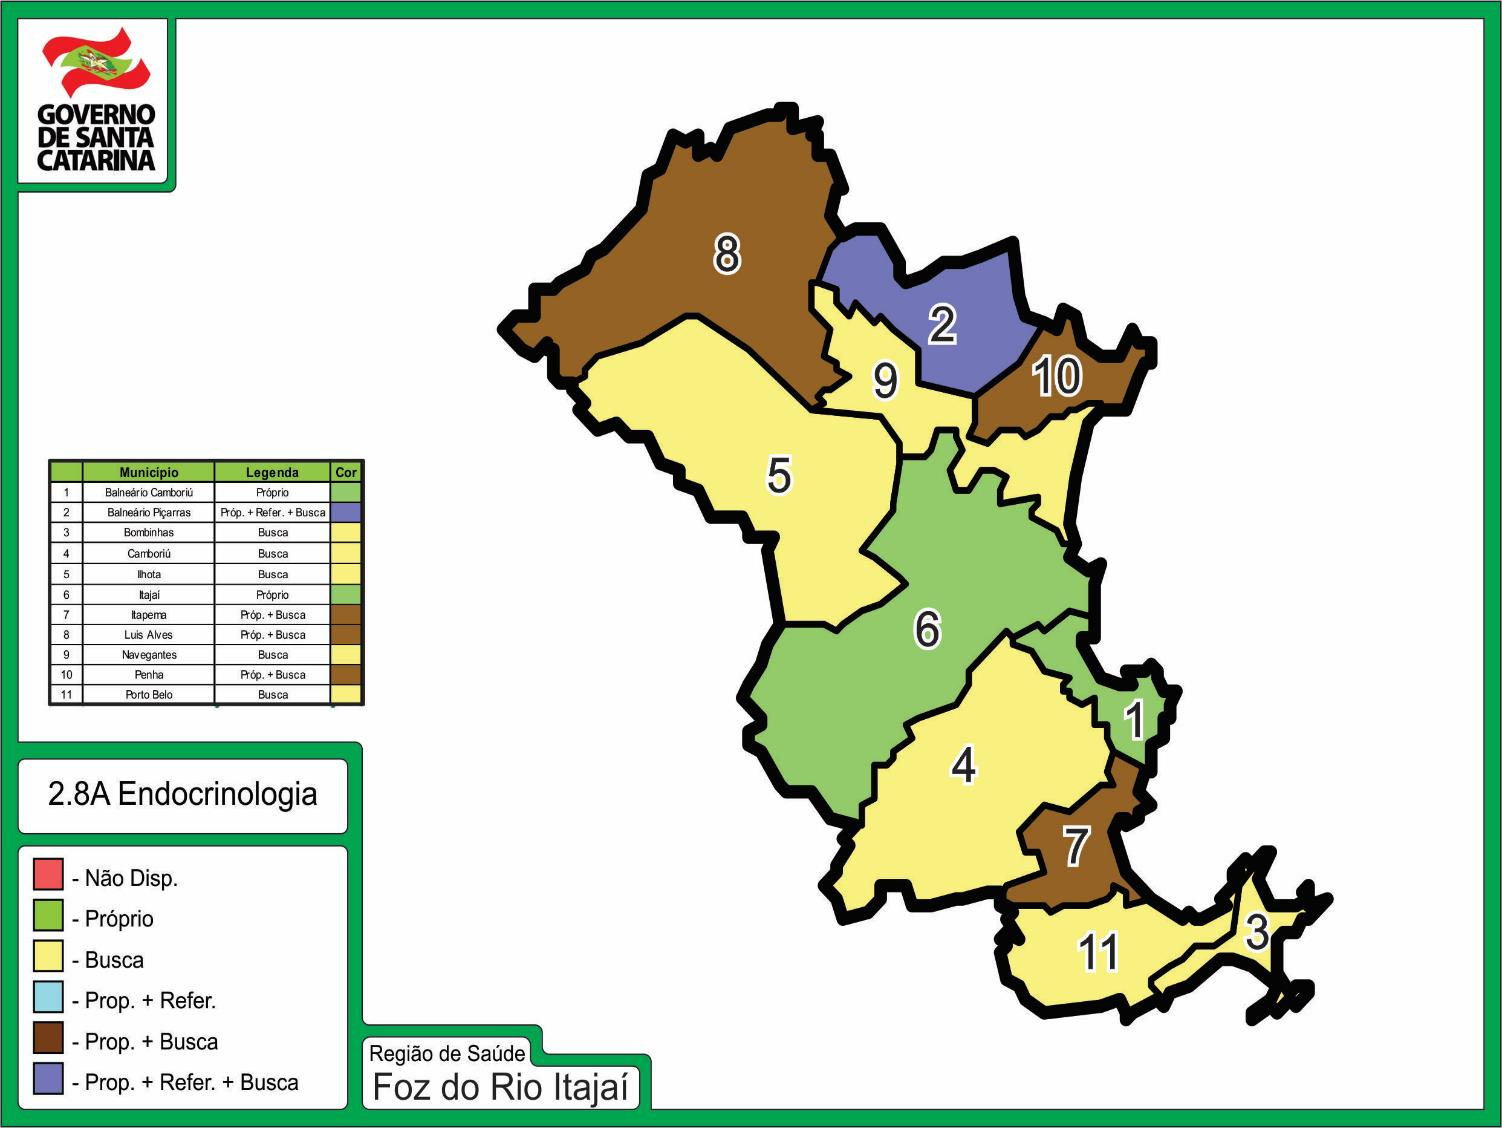 GOVERNO
DE SANTA
CATARINA
8
2
10
9
5
6
1
4
7
3
11
Município Legenda Cor
1 Balneário Camboriú Próprio
2 Balneário Piçarras Próp. + Refer. + Busca
3 Bombinhas Busca
4 Camboriú Busca
5 Ilhota Busca
6 Itajaí Próprio
7 Itapema Próp. + Busca
8 Luis Alves Próp. + Busca
9 Navegantes Busca
10 Penha Próp. + Busca
11 Porto Belo Busca
2.8A Endocrinologia
- Não Disp.
- Próprio
- Busca
- Prop. + Refer.
- Prop. + Busca
- Prop. + Refer. + Busca
Região de Saúde
Foz do Rio Itajaí